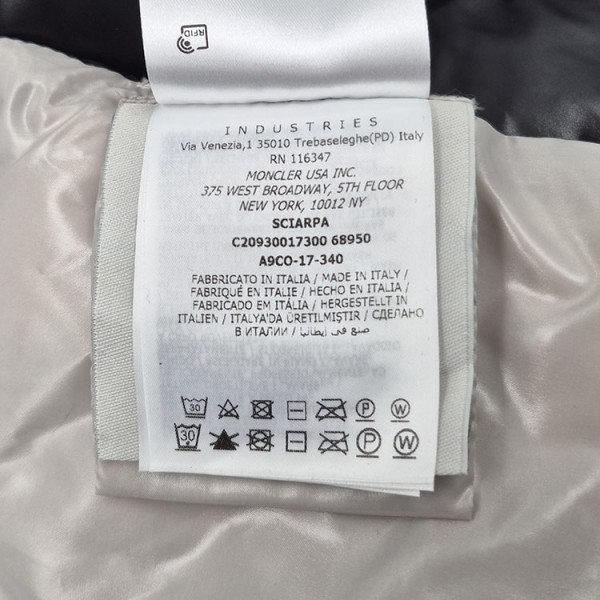 RFID
INDUSTRIES
Via Venezia,1 35010 Trebaseleghe(PD) Italy
RN 116347
MONCLER USA INC.
375 WEST BROADWAY, 5TH FLOOR
NEW YORK, 10012 NY
SCIARPA
C20930017300 68950
A9CO-17-340
FABBRICATO IN ITALIA / MADE IN ITALY /
FABRIQUÉ EN ITALIE / HECHO EN ITALIA /
FABRICADO EM ITÁLIA / HERGESTELLT IN
ITALIEN / ITALYA'DA ÜRETILMIŞTIR / СДЕЛАНО
В ИТАЛИИ / صنع في إيطاليا
30 P W
30 P W